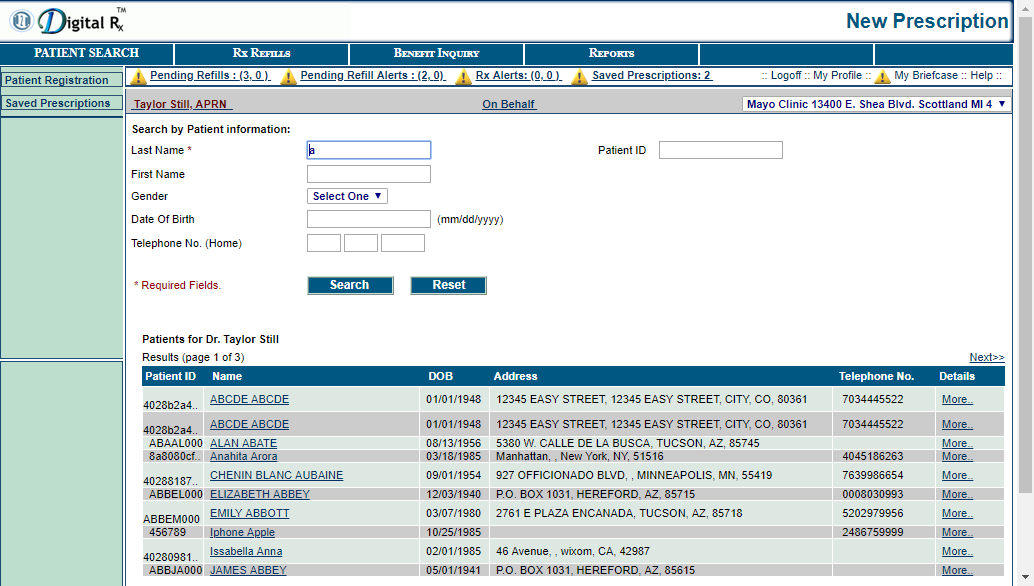 Digital Rx TM
New Prescription
PATIENT SEARCH RX REFILLS BENEFIT INQUIRY REPORTS
Patient Registration
Saved Prescriptions
Pending Refills : (3, 0 ) Pending Refill Alerts : (2, 0) Rx Alerts: (0, 0 ) Saved Prescriptions: 2 :: Logoff :: My Profile :: My Briefcase :: Help ::
Taylor Still, APRN On Behalf Mayo Clinic 13400 E. Shea Blvd. Scottland MI 4 ▼
Search by Patient information:
Last Name * a Patient ID
First Name
Gender Select One ▼
Date Of Birth (mm/dd/yyyy)
Telephone No. (Home)
* Required Fields. Search Reset
Patients for Dr. Taylor Still
Results (page 1 of 3) Next>>
Patient ID Name DOB Address Telephone No. Details
4028b2a4.. ABCDE ABCDE 01/01/1948 12345 EASY STREET, 12345 EASY STREET, CITY, CO, 80361 7034445522 More..
4028b2a4.. ABCDE ABCDE 01/01/1948 12345 EASY STREET, 12345 EASY STREET, CITY, CO, 80361 7034445522 More..
ABAAL000 ALAN ABATE 08/13/1956 5380 W. CALLE DE LA BUSCA, TUCSON, AZ, 85745 More..
8a8080cf.. Anahita Arora 03/18/1985 Manhattan, , New York, NY, 51516 4045186263 More..
40288187.. CHENIN BLANC AUBAINE 09/01/1954 927 OFFICIONADO BLVD, , MINNEAPOLIS, MN, 55419 7639986654 More..
ABBEL000 ELIZABETH ABBEY 12/03/1940 P.O. BOX 1031, HEREFORD, AZ, 85715 0008030993 More..
ABBEM000 EMILY ABBOTT 03/07/1980 2761 E PLAZA ENCANADA, TUCSON, AZ, 85718 5202979956 More..
456789 Iphone Apple 10/25/1985 2486759999 More..
40280981.. Issabella Anna 02/01/1985 46 Avenue, , wixom, CA, 42987 More..
ABBJA000 JAMES ABBEY 05/01/1941 P.O. BOX 1031, HEREFORD, AZ, 85615 More..